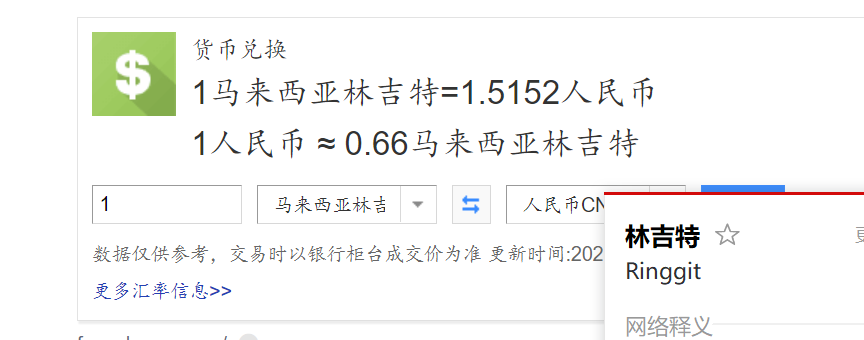 $
货币兑换
1马来西亚林吉特=1.5152人民币
1人民币 ≈ 0.66马来西亚林吉特
1 马来西亚林吉 人民币CN
数据仅供参考，交易时以银行柜台成交价为准 更新时间:202
更多汇率信息>>
林吉特
Ringgit
网络释义